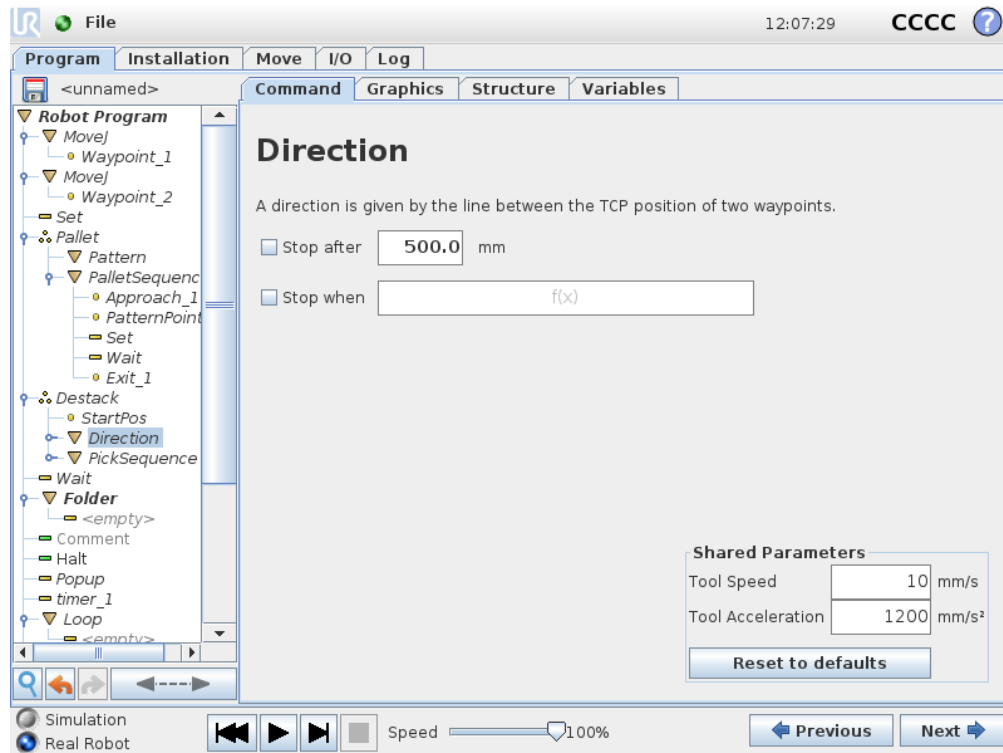 UR File 12:07:29 CCCC ?
Program Installation Move I/O Log
<unnamed> Command Graphics Structure Variables
Robot Program
MoveJ
Waypoint_1
MoveJ
Waypoint_2
Set
Pallet
Pattern
PalletSequenc
Approach_1
PatternPoint
Set
Wait
Exit_1
Destack
StartPos
Direction
PickSequence
Wait
Folder
<empty>
Comment
Halt
Popup
timer_1
Loop
<empty>
Direction
A direction is given by the line between the TCP position of two waypoints.
Stop after 500.0 mm
Stop when f(x)
Shared Parameters
Tool Speed 10 mm/s
Tool Acceleration 1200 mm/s²
Reset to defaults
Simulation
Real Robot
Speed 100%
Previous Next